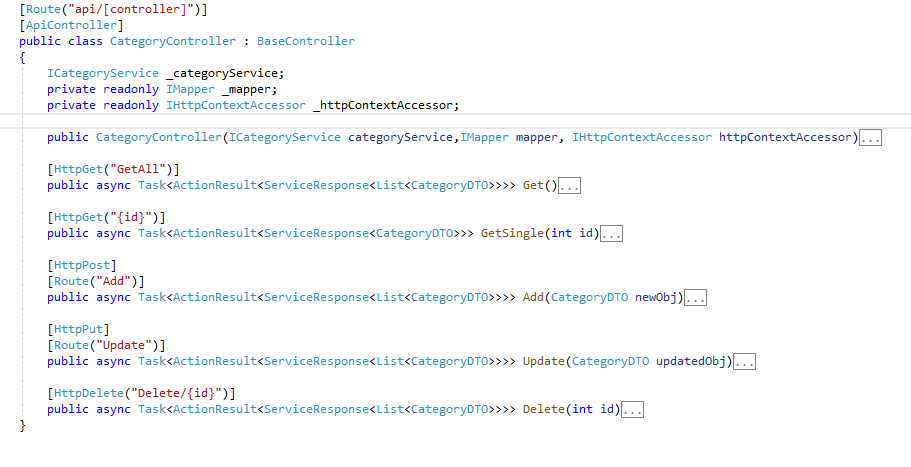 [Route("api/[controller]")]
[ApiController]
public class CategoryController : BaseController
{
ICategoryService _categoryService;
private readonly IMapper _mapper;
private readonly IHttpContextAccessor _httpContextAccessor;
public CategoryController(ICategoryService categoryService,IMapper mapper, IHttpContextAccessor httpContextAccessor)...
[HttpGet("GetAll")]
public async Task<ActionResult<ServiceResponse<List<CategoryDTO>>>> Get()...
[HttpGet("{id}")]
public async Task<ActionResult<ServiceResponse<CategoryDTO>>> GetSingle(int id)...
[HttpPost]
[Route("Add")]
public async Task<ActionResult<ServiceResponse<List<CategoryDTO>>>> Add(CategoryDTO newObj)...
[HttpPut]
[Route("Update")]
public async Task<ActionResult<ServiceResponse<List<CategoryDTO>>>> Update(CategoryDTO updatedObj)...
[HttpDelete("Delete/{id}")]
public async Task<ActionResult<ServiceResponse<List<CategoryDTO>>>> Delete(int id)...
}